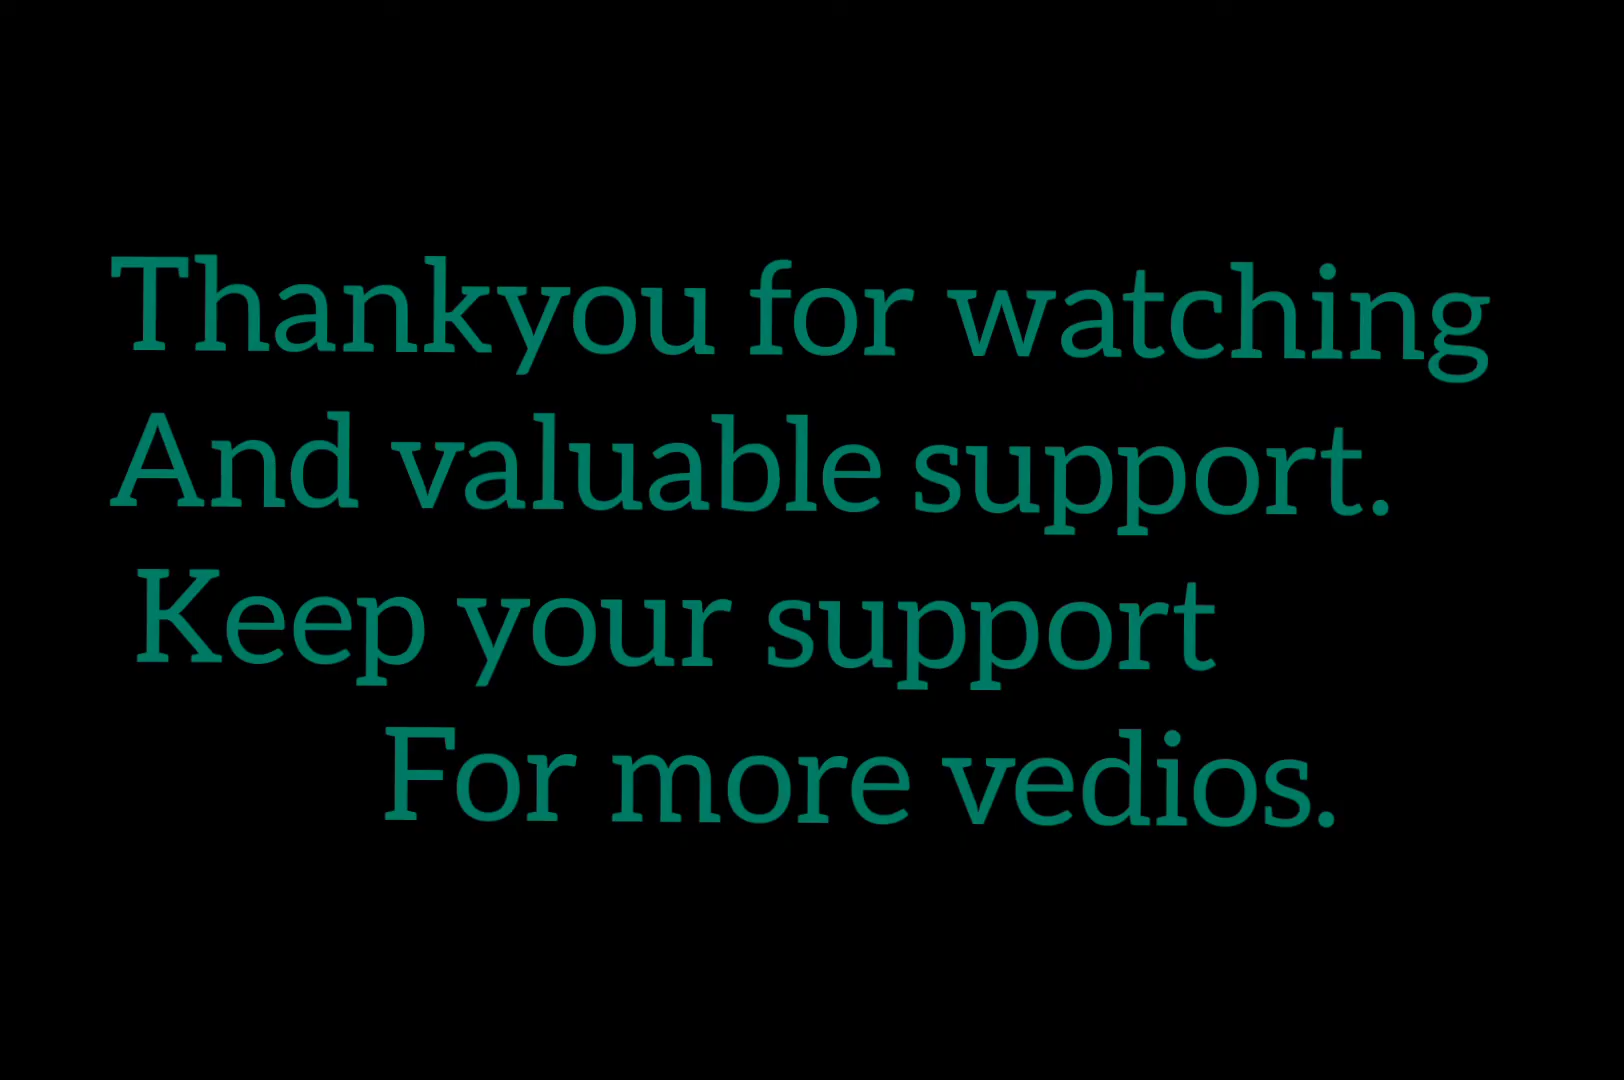 Thankyou for watching
And valuable support.
Keep your support
For more vedios.